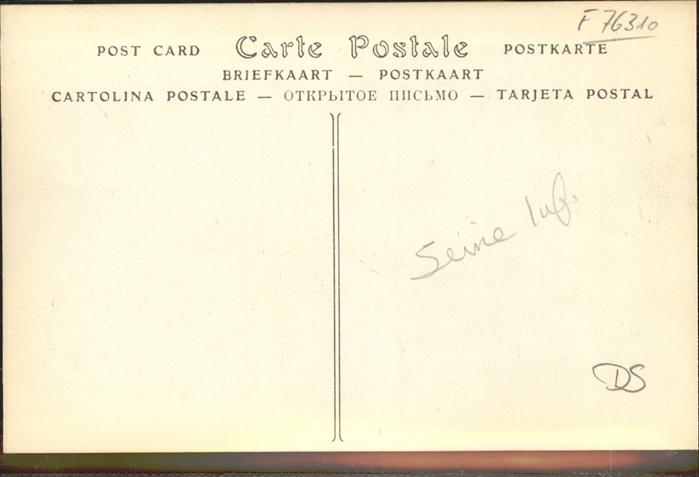 F 76310
POST CARD Carte Postale POSTKARTE
BRIEFKAART — POSTKAART
CARTOLINA POSTALE — ОТКРЫТОЕ ПИСЬМО — TARJETA POSTAL
Seine Inf.
DS